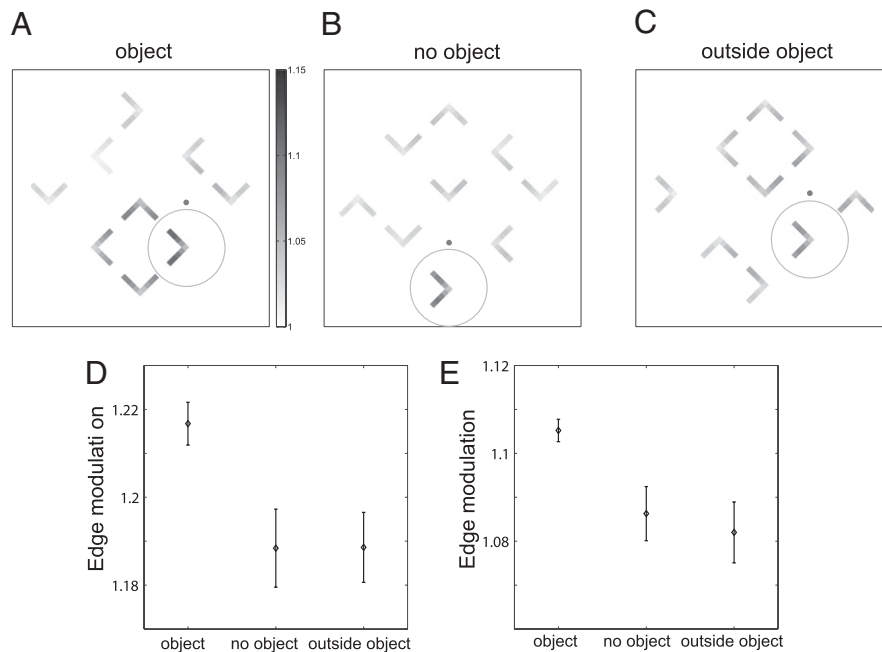 A
object
1.15
1.1
1.05
1
B
no object
C
outside object
D
Edge modulati on
1.22
1.2
1.18
object
no object
outside object
E
Edge modulation
1.12
1.1
1.08
object
no object
outside object